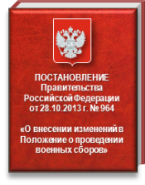 ПОСТАНОВЛЕНИЕ
Правительства
Российской Федерации
от 28.10.2013 г. № 964
«О внесении изменений в
Положение о проведении
военных сборов»